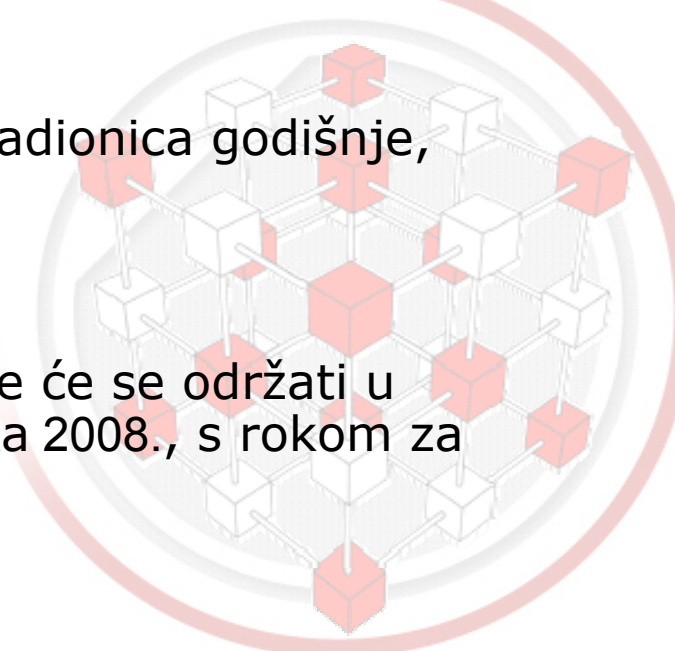 adionica godišnje,
e će se održati u
a 2008., s rokom za